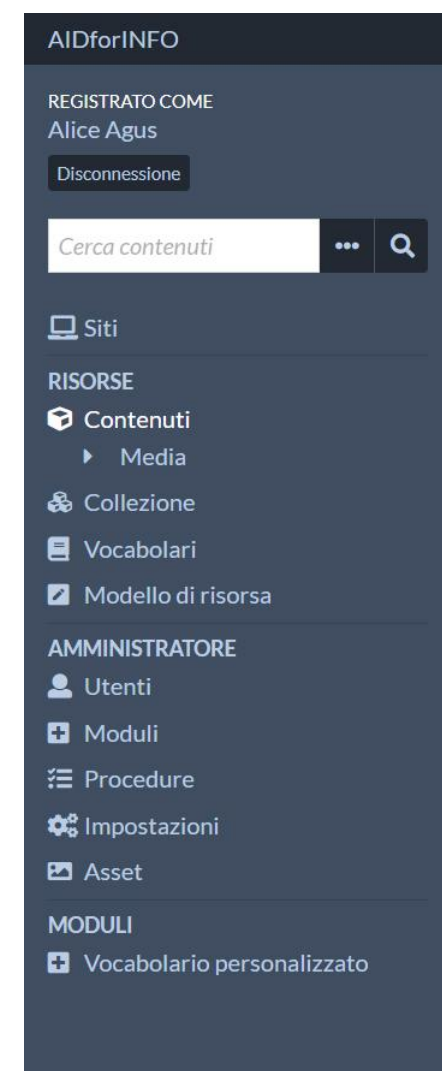 AIDforINFO
REGISTRATO COME
Alice Agus
Disconnessione
Cerca contenuti
Siti
RISORSE
Contenuti
Media
Collezione
Vocabolari
Modello di risorsa
AMMINISTRATORE
Utenti
Moduli
Procedure
Impostazioni
Asset
MODULI
Vocabolario personalizzato